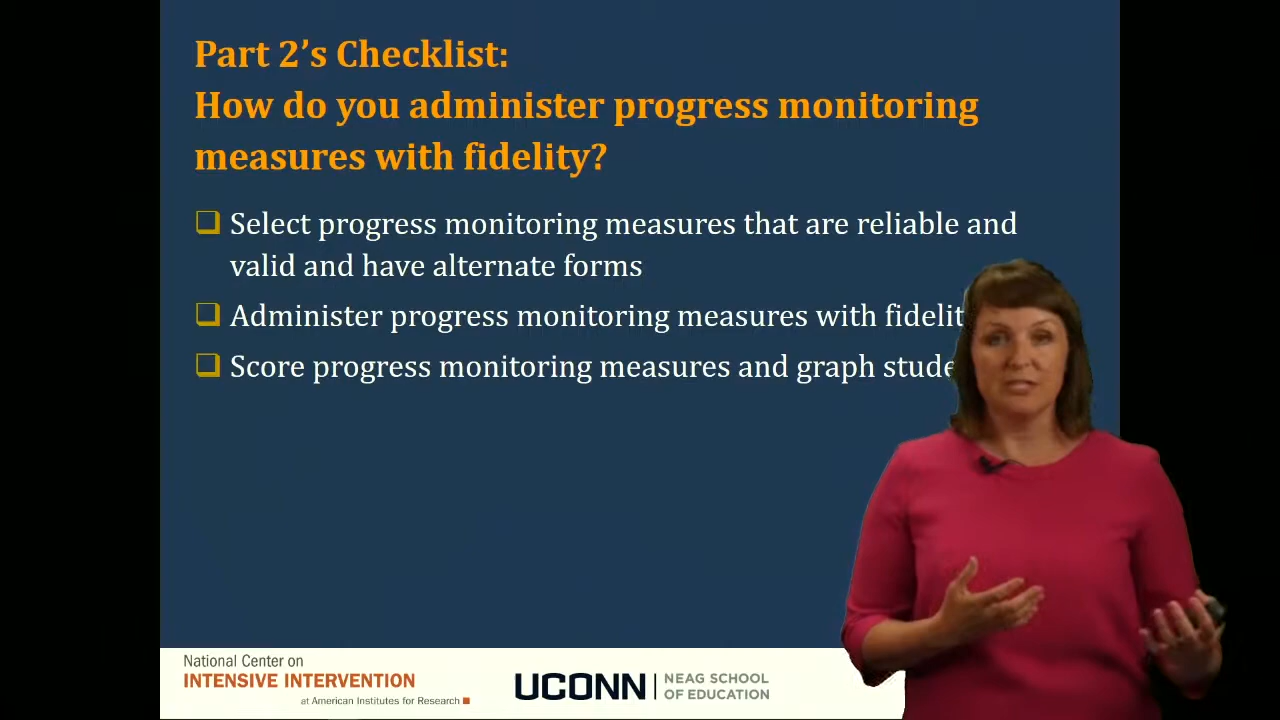 Part 2’s Checklist:
How do you administer progress monitoring
measures with fidelity?
❑ Select progress monitoring measures that are reliable and
valid and have alternate forms
❑ Administer progress monitoring measures with
❑ Score progress monitoring measures and graph
National Center on
INTENSIVE INTERVENTION
at American Institutes for Research
UCONN
NEAG SCHOOL
OF EDUCATION